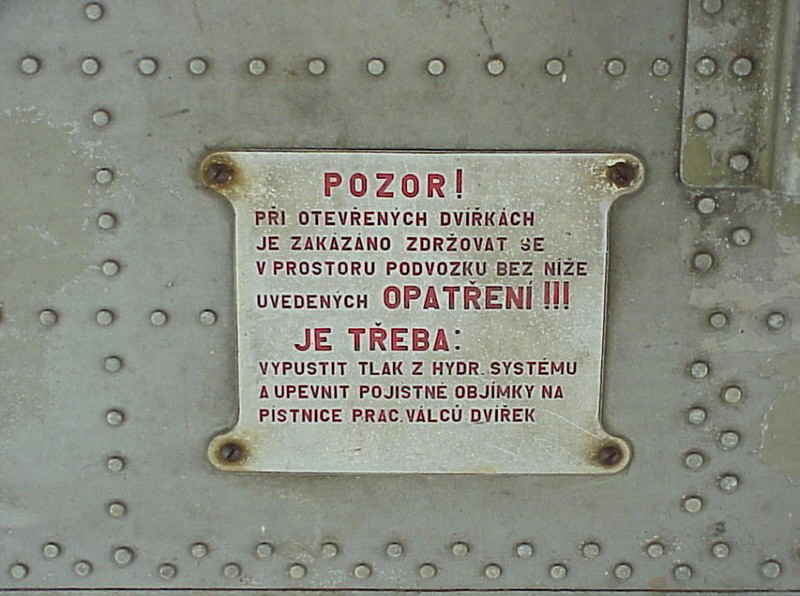 POZOR!
PŘI OTEVŘENÝCH DVÍŘKÁCH
JE ZAKÁZÁNO ZDRŽOVAT SE
V PROSTORU PODVOZKU BEZ NÍŽE
UVEDENÝCH OPATŘENÍ!!!
JE TŘEBA:
VYPUSTIT TLAK Z HYDR. SYSTÉMU
A UPEVNIT POJISTNÉ OBJÍMKY NA
PÍSTNICE PRAC. VÁLCŮ DVÍŘEK